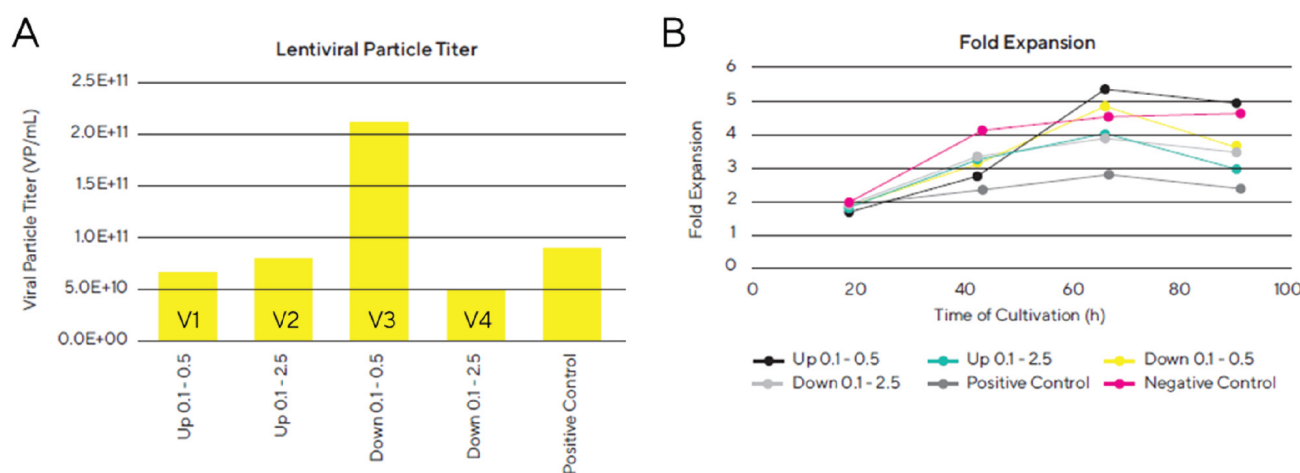 A
Lentiviral Particle Titer
Viral Particle Titer (VP/mL)
2.5E+11
2.0E+11
1.5E+11
1.0E+11
5.0E+10
0.0E+00
V1
V2
V3
V4
Up 0.1 - 0.5
Up 0.1 - 2.5
Down 0.1 - 0.5
Down 0.1 - 2.5
Positive Control
B
Fold Expansion
Fold Expansion
6
5
4
3
2
1
0
0
20
40
60
80
100
Time of Cultivation (h)
Up 0.1 - 0.5
Up 0.1 - 2.5
Down 0.1 - 0.5
Down 0.1 - 2.5
Positive Control
Negative Control